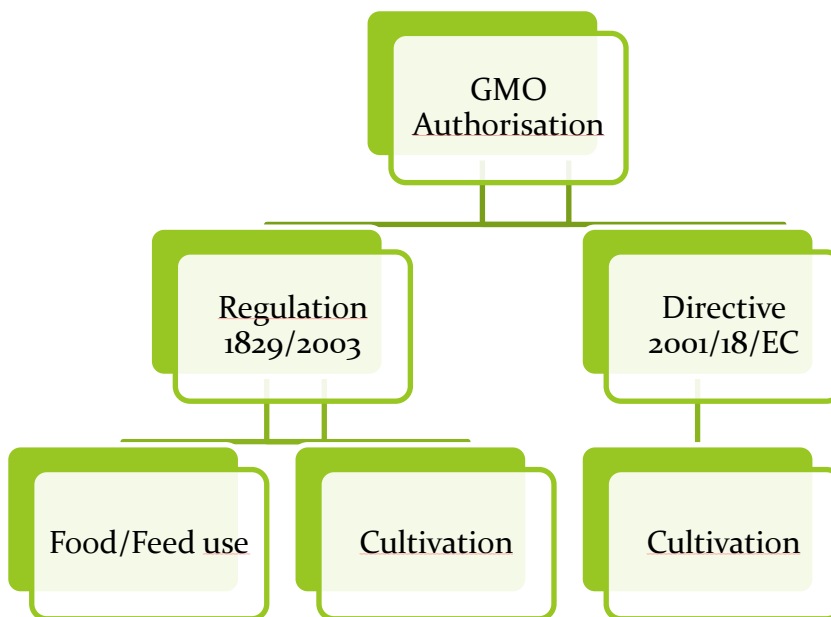 GMO
Authorisation
Regulation
1829/2003
Directive
2001/18/EC
Food/Feed use
Cultivation
Cultivation